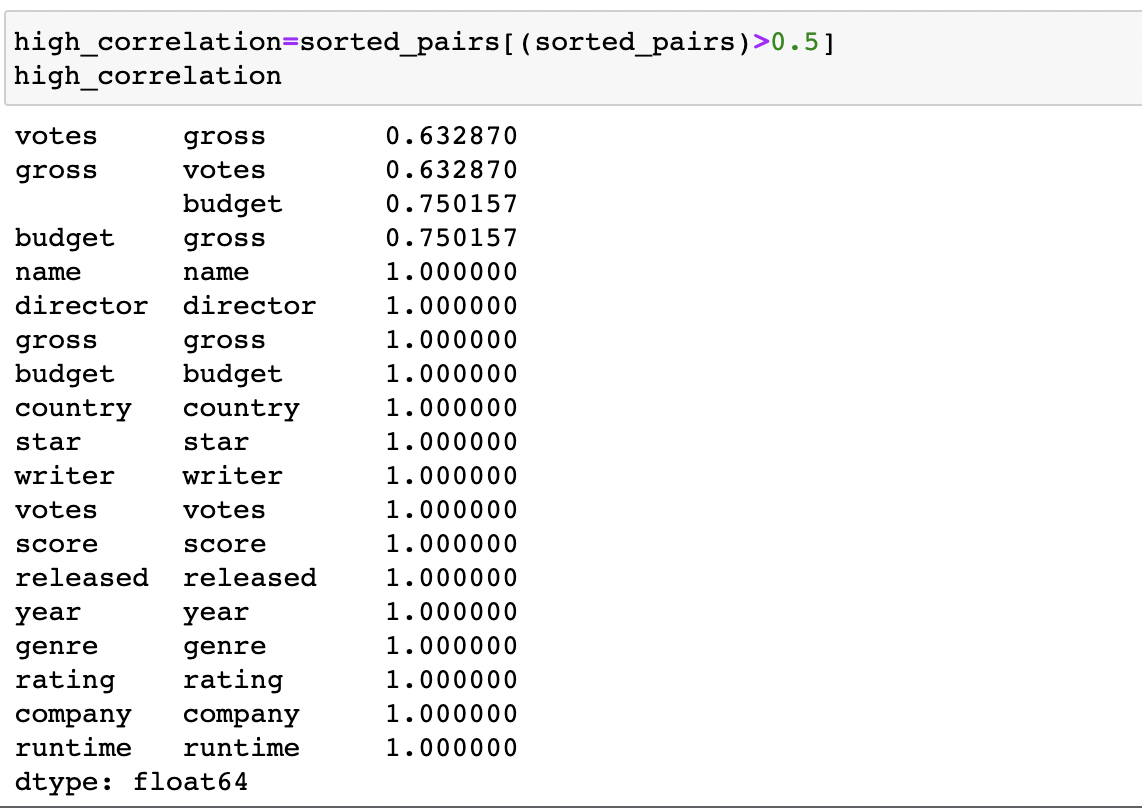 high_correlation=sorted_pairs[(sorted_pairs)>0.5]
high_correlation
votes     gross       0.632870
gross     votes       0.632870
          budget      0.750157
budget    gross       0.750157
name      name        1.000000
director  director    1.000000
gross     gross       1.000000
budget    budget      1.000000
country   country     1.000000
star      star        1.000000
writer    writer      1.000000
votes     votes       1.000000
score     score       1.000000
released  released    1.000000
year      year        1.000000
genre     genre       1.000000
rating    rating      1.000000
company   company     1.000000
runtime   runtime     1.000000
dtype: float64